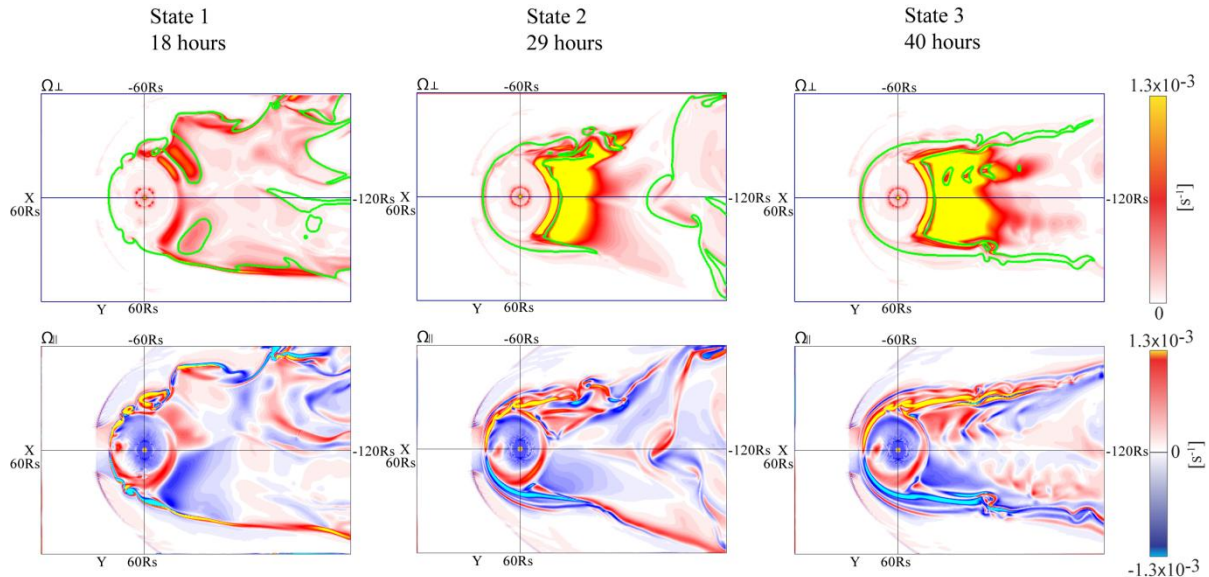 State 1
18 hours
State 2
29 hours
State 3
40 hours
Ω⊥
-60Rs
X
60Rs
-120Rs
Y
60Rs
Ω⊥
-60Rs
X
60Rs
-120Rs
Y
60Rs
Ω⊥
-60Rs
X
60Rs
-120Rs
Y
60Rs
1.3x10⁻³
[s⁻¹]
0
Ω||
-60Rs
X
60Rs
-120Rs
Y
60Rs
Ω||
-60Rs
X
60Rs
-120Rs
Y
60Rs
Ω||
-60Rs
X
60Rs
-120Rs
Y
60Rs
1.3x10⁻³
0
[s⁻¹]
-1.3x10⁻³